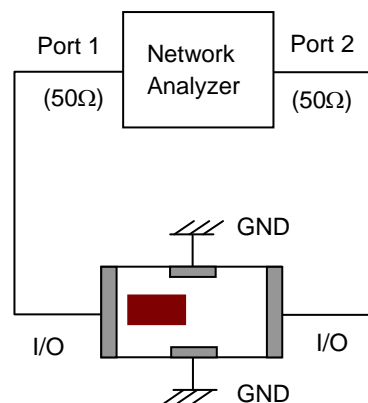 Port 1
Network
Analyzer
Port 2
(50Ω)
(50Ω)
GND
I/O
I/O
GND